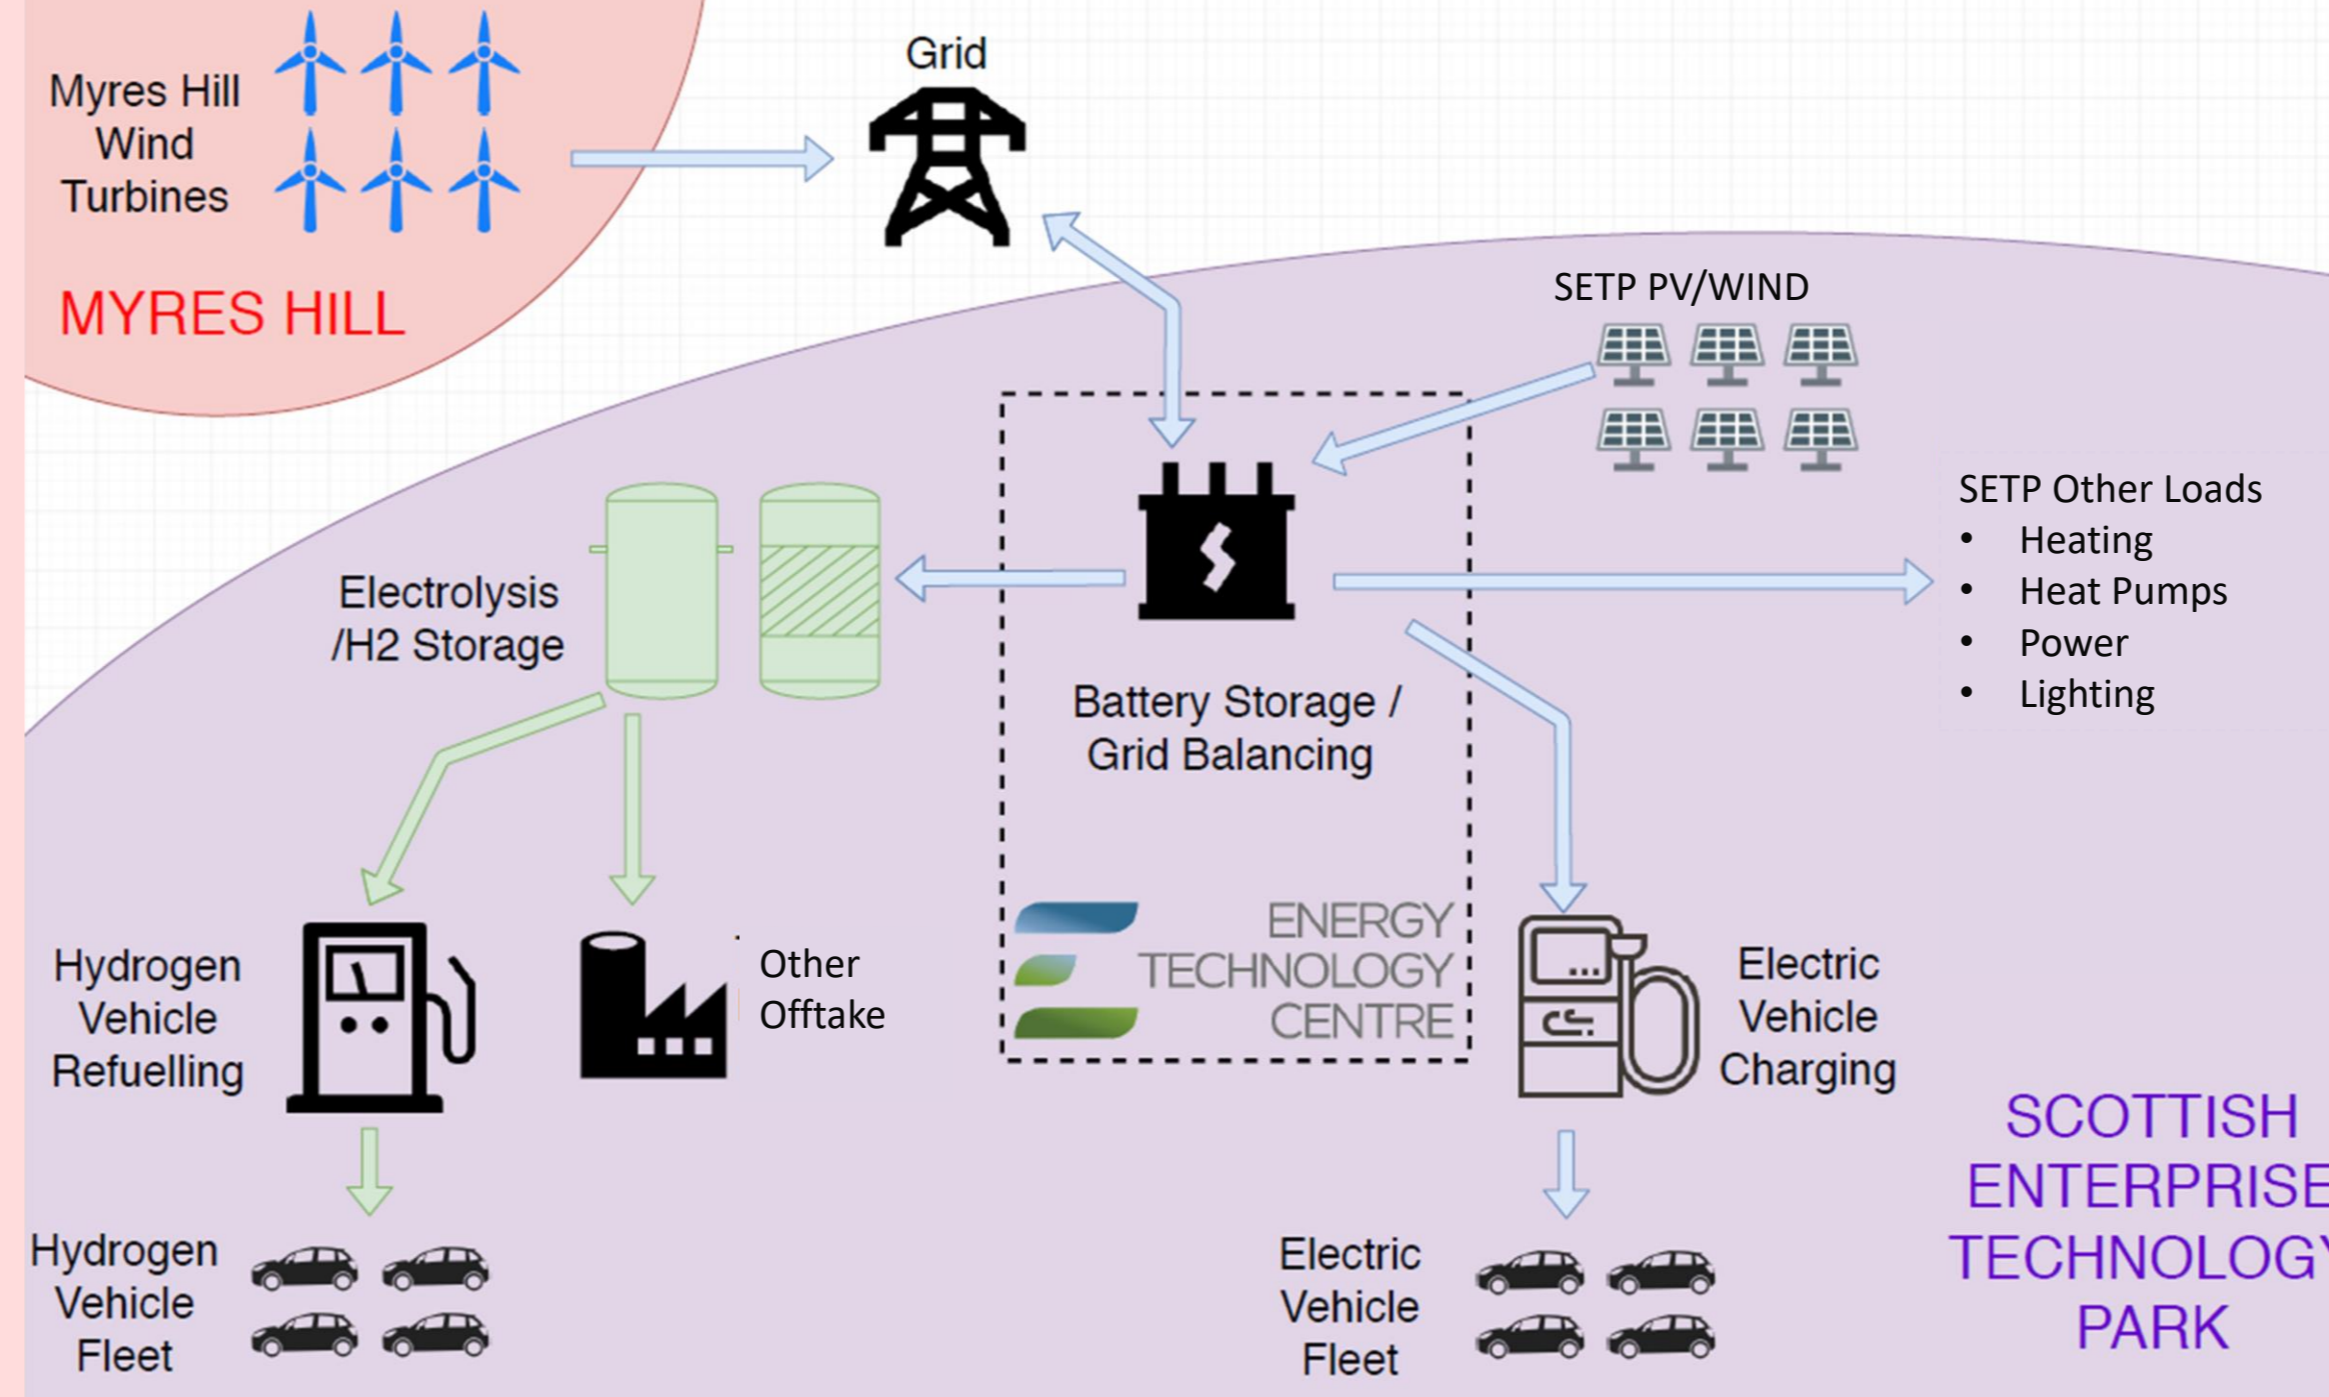 Myres Hill
Wind
Turbines
MYRES HILL
Grid
SETP PV/WIND
SETP Other Loads
• Heating
• Heat Pumps
• Power
• Lighting
Electrolysis
/H2 Storage
Battery Storage /
Grid Balancing
ENERGY
TECHNOLOGY
CENTRE
Hydrogen
Vehicle
Refuelling
Other
Offtake
Electric
Vehicle
Charging
Hydrogen
Vehicle
Fleet
Electric
Vehicle
Fleet
SCOTTISH
ENTERPRISE
TECHNOLOGY
PARK